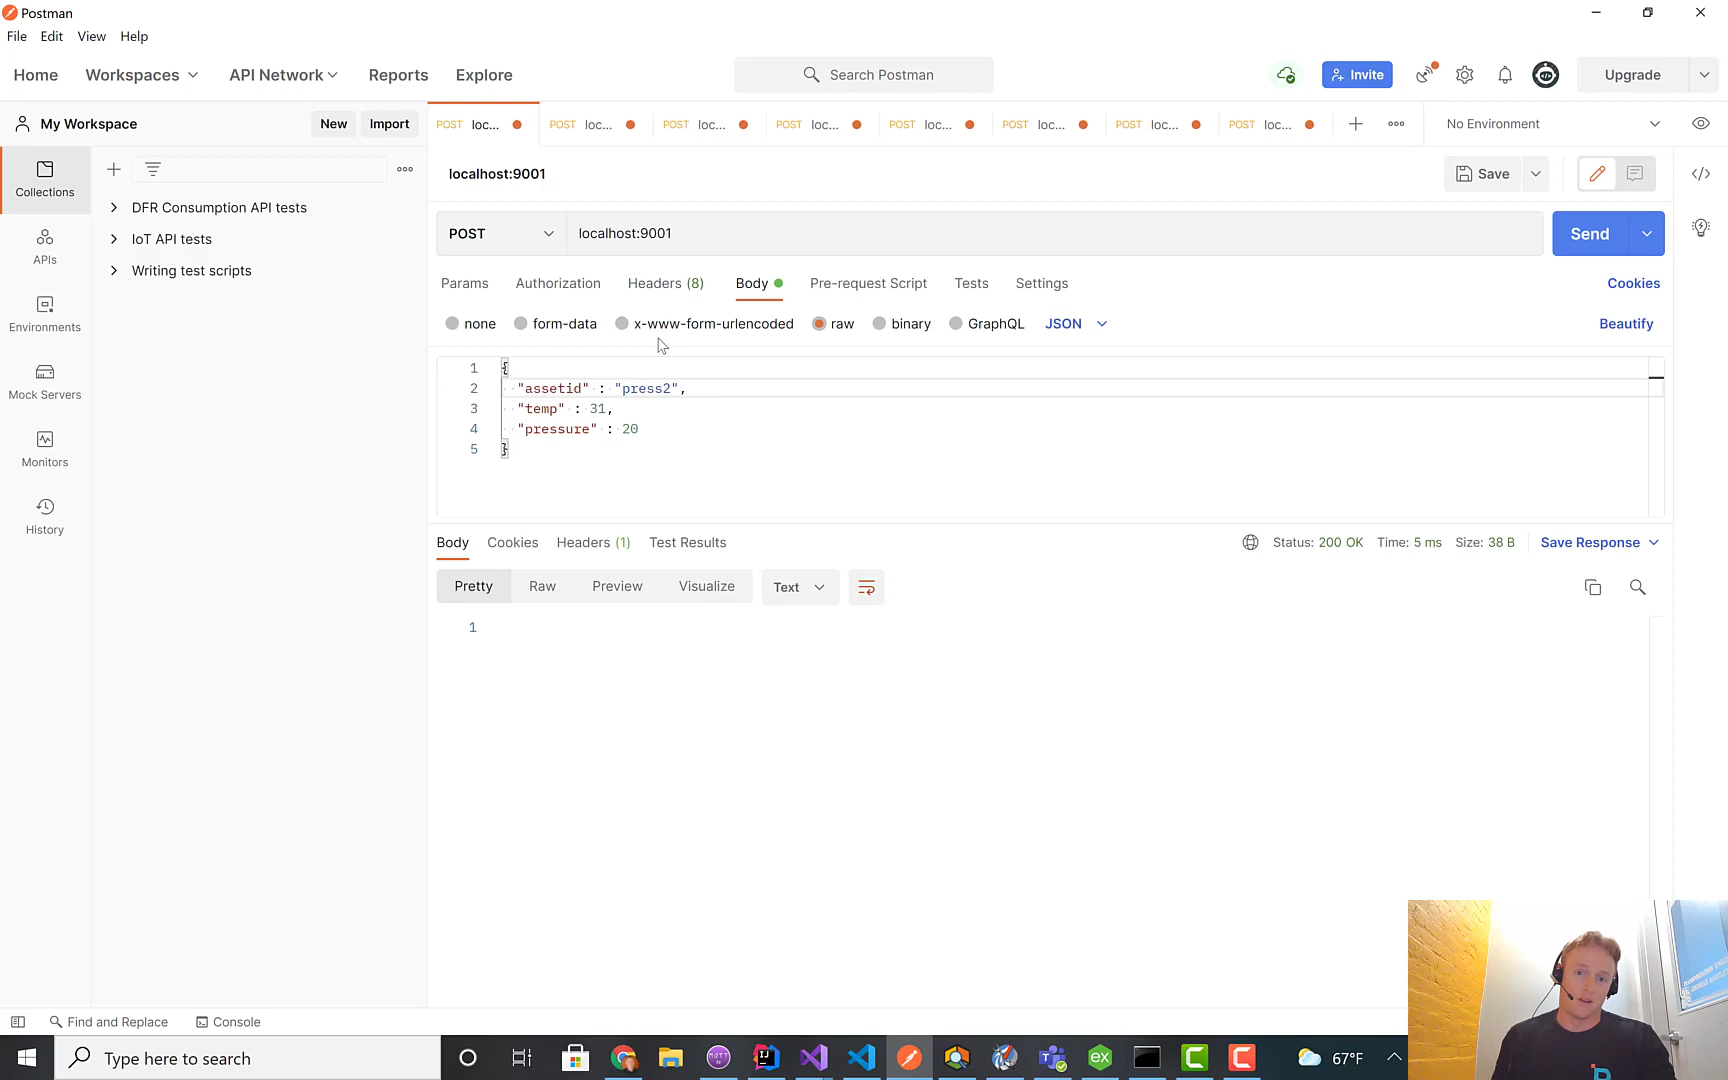 Postman
File Edit View Help
Home Workspaces API Network Reports Explore Search Postman Invite Upgrade
My Workspace New Import POST loc... POST loc... POST loc... POST loc... POST loc... POST loc... POST loc... POST loc... No Environment
Collections
APIs
Environments
Mock Servers
Monitors
History
DFR Consumption API tests
IoT API tests
Writing test scripts
localhost:9001 Save
POST localhost:9001 Send
Params Authorization Headers (8) Body Pre-request Script Tests Settings Cookies
none form-data x-www-form-urlencoded raw binary GraphQL JSON Beautify
1 {
2 "assetid" : "press2",
3 "temp" : 31,
4 "pressure" : 20
5 }
Body Cookies Headers (1) Test Results Status: 200 OK Time: 5 ms Size: 38 B Save Response
Pretty Raw Preview Visualize Text
1
Find and Replace Console
Type here to search 67°F